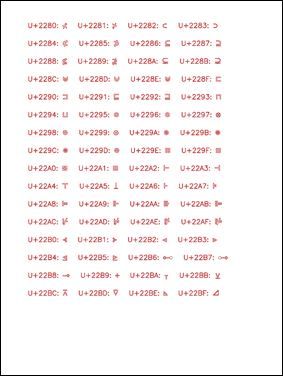 U+2280: ⊀ U+2281: ⊁ U+2282: ⊂ U+2283: ⊃
U+2284: ⊄ U+2285: ⊅ U+2286: ⊆ U+2287: ⊇
U+2288: ⊈ U+2289: ⊉ U+228A: ⊊ U+228B: ⊋
U+228C: ⊌ U+228D: ⊍ U+228E: ⊎ U+228F: ⊏
U+2290: ⊐ U+2291: ⊑ U+2292: ⊒ U+2293: ⊓
U+2294: ⊔ U+2295: ⊕ U+2296: ⊖ U+2297: ⊗
U+2298: ⊘ U+2299: ⊙ U+229A: ⊚ U+229B: ⊛
U+229C: ⊜ U+229D: ⊝ U+229E: ⊞ U+229F: ⊟
U+22A0: ⊠ U+22A1: ⊡ U+22A2: ⊢ U+22A3: ⊣
U+22A4: ⊤ U+22A5: ⊥ U+22A6: ⊦ U+22A7: ⊧
U+22A8: ⊨ U+22A9: ⊩ U+22AA: ⊪ U+22AB: ⊫
U+22AC: ⊬ U+22AD: ⊭ U+22AE: ⊮ U+22AF: ⊯
U+22B0: ⊰ U+22B1: ⊱ U+22B2: ⊲ U+22B3: ⊳
U+22B4: ⊴ U+22B5: ⊵ U+22B6: ⊶ U+22B7: ⊷
U+22B8: ⊸ U+22B9: ⊹ U+22BA: ⊺ U+22BB: ⊻
U+22BC: ⊼ U+22BD: ⊽ U+22BE: ⊾ U+22BF: ⊿